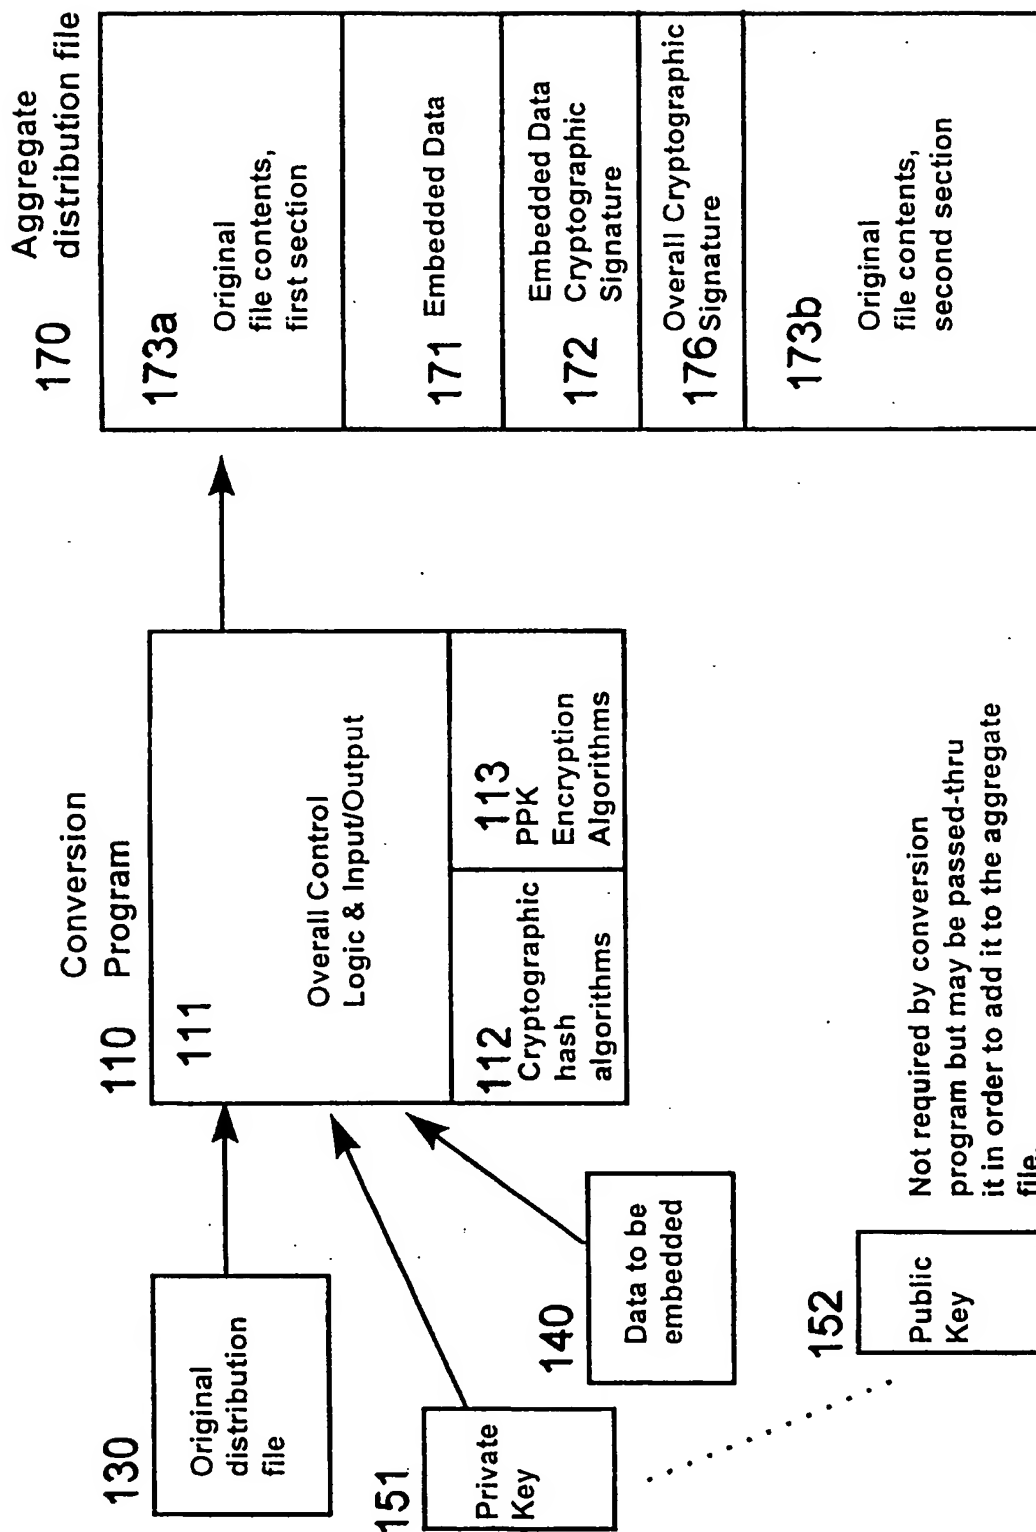 130
Original
distribution
file
151
Private
Key
140
Data to be
embedded
152
Public
Key
Not required by conversion
program but may be passed-thru
it in order to add it to the aggregate
file.
110
Conversion
Program
111
Overall Control
Logic & Input/Output
112
Cryptographic
hash
algorithms
113
PPK
Encryption
Algorithms
170
Aggregate
distribution file
173a
Original
file contents,
first section
171
Embedded Data
172
Embedded Data
Cryptographic
Signature
176
Overall Cryptographic
Signature
173b
Original
file contents,
second section